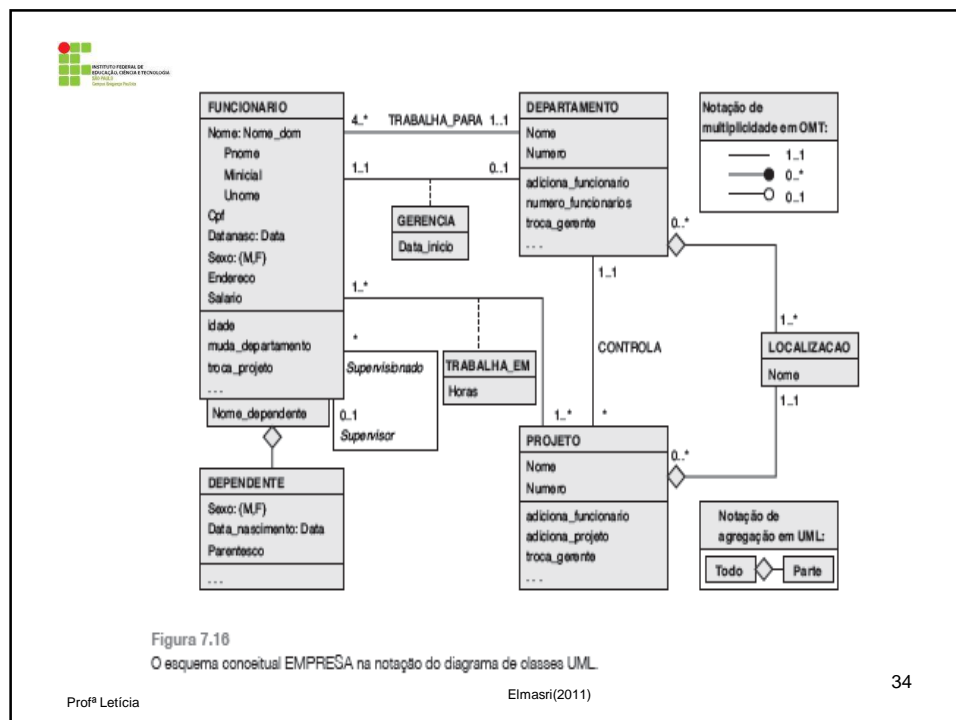 INSTITUTO FEDERAL DE
EDUCAÇÃO, CIÊNCIA E TECNOLOGIA
SÃO PAULO
Campus Bragança Paulista
FUNCIONARIO
Nome: Nome_dom
Pnome
Minicial
Unome
Cpf
Datanasc: Data
Sexo: {M,F}
Endereco
Salario
idade
muda_departamento
troca_projeto
. . .
Nome_dependente
DEPENDENTE
Sexo: {M,F}
Data_nascimento: Data
Parentesco
. . .
4..* TRABALHA_PARA 1..1
1..1 0..1
GERENCIA
Data_inicio
1..*
*
Supervisionado
0..1
Supervisor
TRABALHA_EM
Horas
1..* *
DEPARTAMENTO
Nome
Numero
adiciona_funcionario
numero_funcionarios
troca_gerente
. . .
0..*
1..1
CONTROLA
PROJETO
Nome
Numero
adiciona_funcionario
adiciona_projeto
troca_gerente
. . .
0..*
Notação de
multiplicidade em OMT:
1..1
0..*
0..1
1..*
LOCALIZACAO
Nome
1..1
Notação de
agregação em UML:
Todo Parte
Figura 7.16
O esquema conceitual EMPRESA na notação do diagrama de classes UML.
Profª Letícia
Elmasri(2011)
34